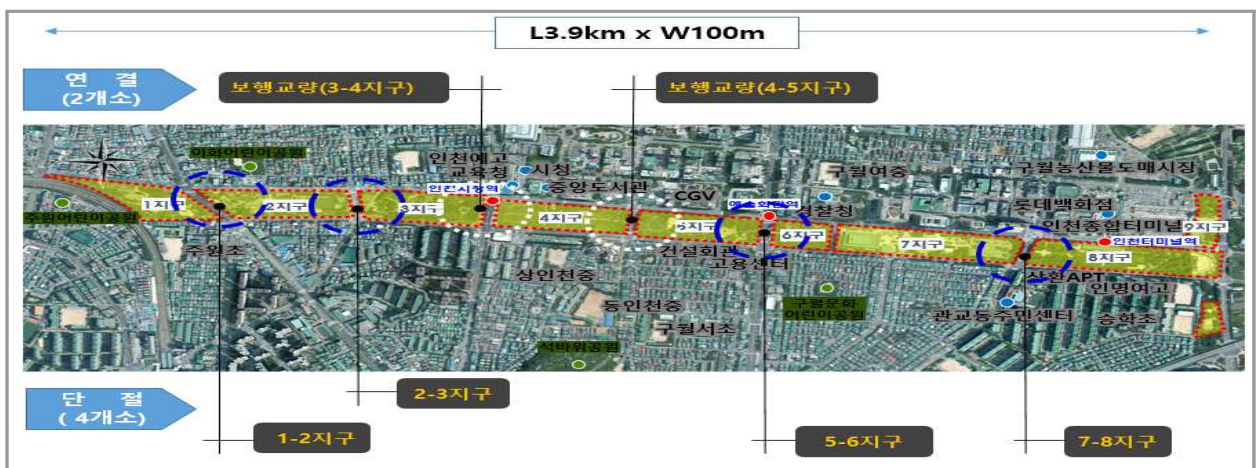 L3.9km x W100m
연 결
(2개소)
보행교량(3-4지구)
보행교량(4-5지구)
이화어린이공원
인천예고
교육청
시청
인천시청역
중앙도서관
CGV
구월여중
구월농산물도매시장
예술회관역
경찰청
롯데백화점
인천종합터미널
인천터미널역
주원어린이공원
1지구
2지구
3지구
4지구
5지구
6지구
7지구
8지구
9지구
주원초
건설회관
고용센터
상인천중
동인천중
구월서초
석바위공원
구월문화
어린이공원
삼환APT
인명여고
관교동주민센터
승학초
단 절
( 4개소)
2-3지구
1-2지구
5-6지구
7-8지구